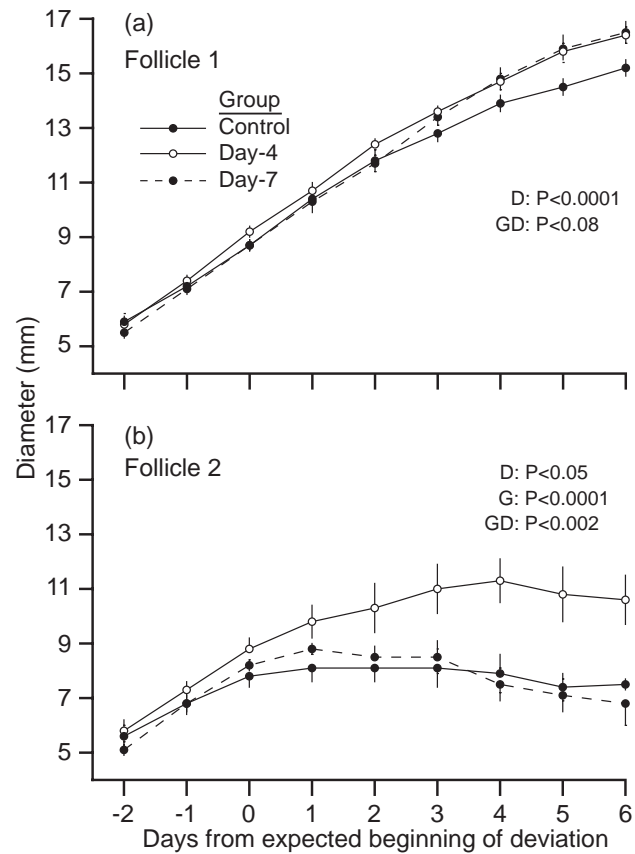 (a)
Follicle 1
Group
Control
Day-4
Day-7
D: P<0.0001
GD: P<0.08
17
15
13
11
9
7
5
Diameter (mm)
(b)
Follicle 2
D: P<0.05
G: P<0.0001
GD: P<0.002
17
15
13
11
9
7
5
-2 -1 0 1 2 3 4 5 6
Days from expected beginning of deviation